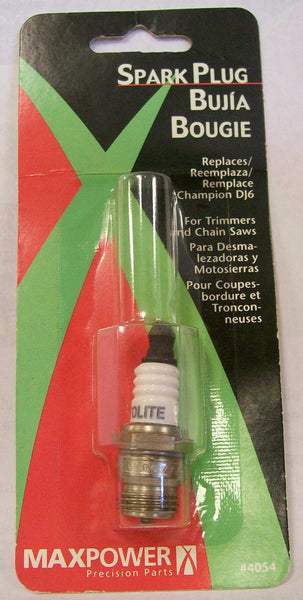 SPARK PLUG
BUJÍA
BOUGIE
Replaces/
Reemplaza/
Remplace
Champion DJ6
For Trimmers
and Chain Saws
Para Desma-
lezadoras y
Motosierras
Pour Coupes-
bordure et
Troncon-
neuses
OLITE
MAXPOWER
Precision Parts
#4054